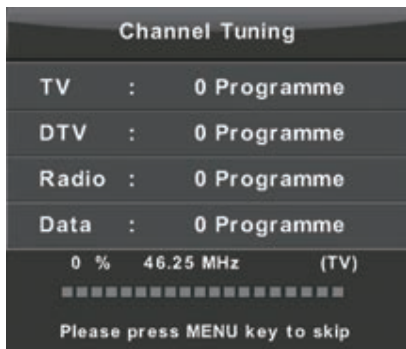 Channel Tuning
TV : 0 Programme
DTV : 0 Programme
Radio : 0 Programme
Data : 0 Programme
0 % 46.25 MHz (TV)
Please press MENU key to skip